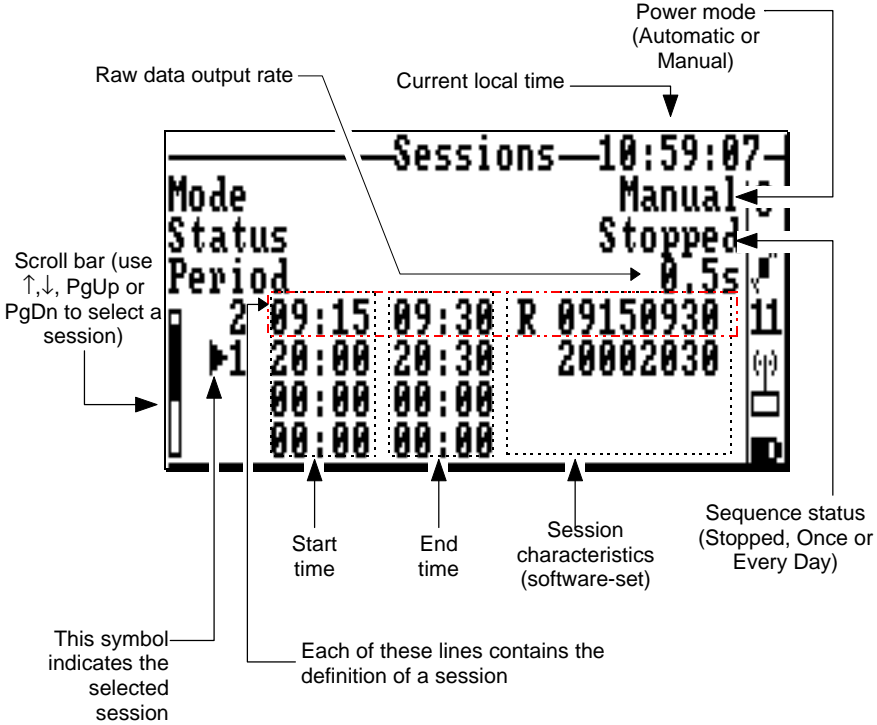 Power mode
(Automatic or
Manual)
Raw data output rate
Current local time
Sessions 10:59:07
Mode Manual
Status Stopped
Period 0.5s
2 09:15 09:30 R 09150930 11
1 20:00 20:30 20002030
00:00 00:00
00:00 00:00
Scroll bar (use
↑,↓, PgUp or
PgDn to select a
session)
Start
time
End
time
Session
characteristics
(software-set)
Sequence status
(Stopped, Once or
Every Day)
This symbol
indicates the
selected
session
Each of these lines contains the
definition of a session